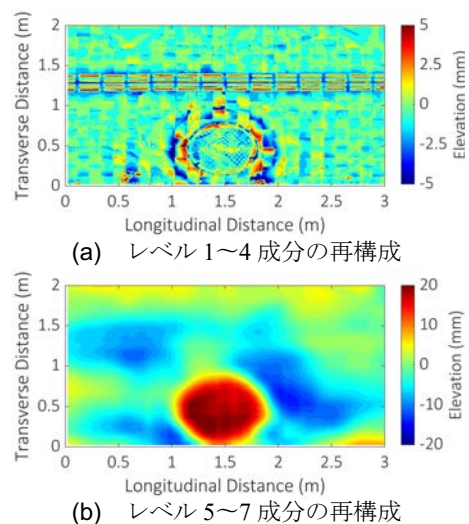 2
1.5
1
0.5
0
Transverse Distance (m)
0 0.5 1 1.5 2 2.5 3
Longitudinal Distance (m)
5
0
-5
Elevation (mm)
(a) レベル 1～4 成分の再構成
2
1.5
1
0.5
0
Transverse Distance (m)
0 0.5 1 1.5 2 2.5 3
Longitudinal Distance (m)
20
10
0
-10
-20
Elevation (mm)
(b) レベル 5～7 成分の再構成